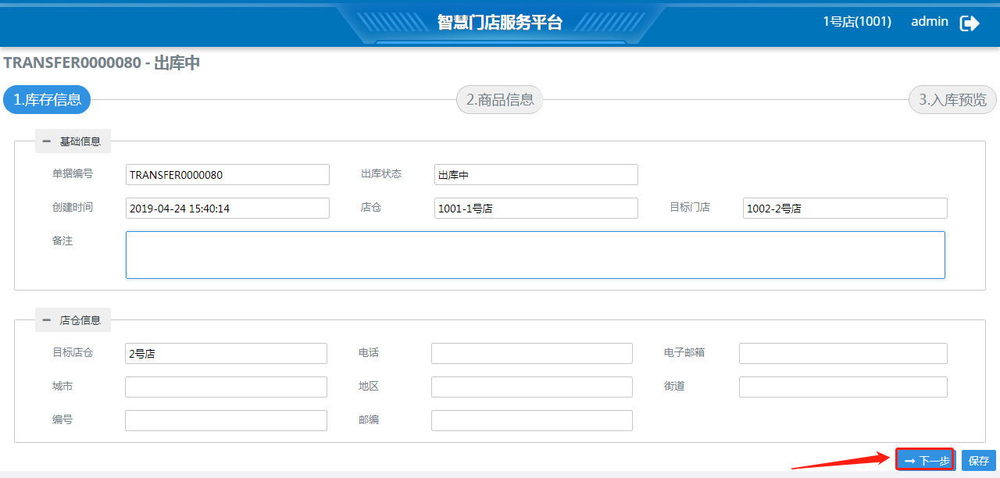 智慧门店服务平台
1号店(1001) admin
TRANSFER0000080 - 出库中
1.库存信息 2.商品信息 3.入库预览
基础信息
单据编号 TRANSFER0000080 出库状态 出库中
创建时间 2019-04-24 15:40:14 店仓 1001-1号店 目标门店 1002-2号店
备注
店仓信息
目标店仓 2号店 电话 电子邮箱
城市 地区 街道
编号 邮编
下一步 保存